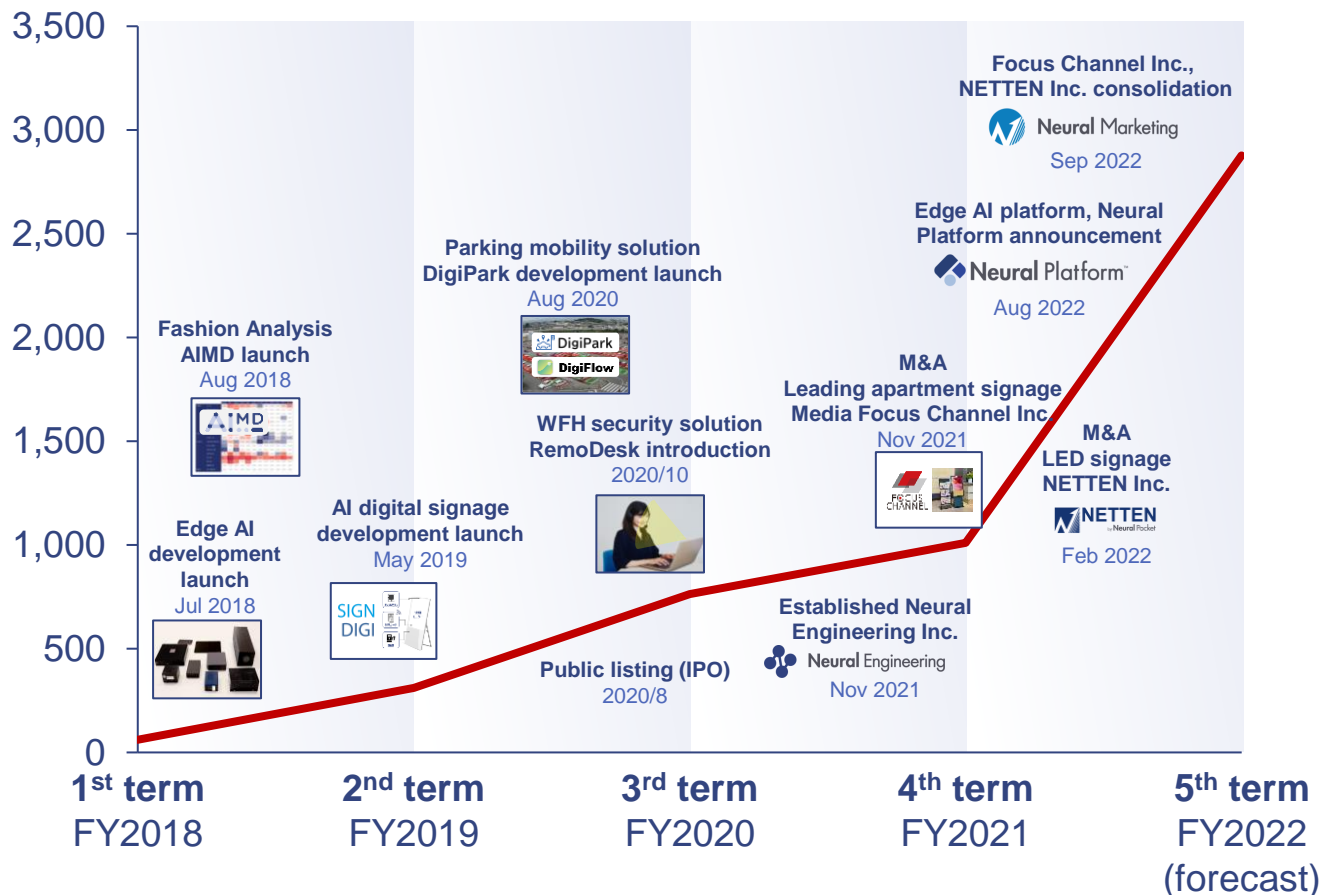 3,500
3,000
2,500
2,000
1,500
1,000
500
0
Focus Channel Inc.,
NETTEN Inc. consolidation
Neural Marketing
Sep 2022
Edge AI platform, Neural
Platform announcement
Neural Platform™
Aug 2022
Parking mobility solution
DigiPark development launch
Aug 2020
DigiPark
DigiFlow
Fashion Analysis
AIMD launch
Aug 2018
AiMD
M&A
Leading apartment signage
Media Focus Channel Inc.
Nov 2021
FOCUS
CHANNEL
WFH security solution
RemoDesk introduction
2020/10
M&A
LED signage
NETTEN Inc.
NETTEN
by Neural Pocket
Feb 2022
AI digital signage
development launch
May 2019
SIGN
DIGI
Edge AI
development
launch
Jul 2018
Established Neural
Engineering Inc.
Neural Engineering
Nov 2021
Public listing (IPO)
2020/8
1st term
FY2018
2nd term
FY2019
3rd term
FY2020
4th term
FY2021
5th term
FY2022
(forecast)